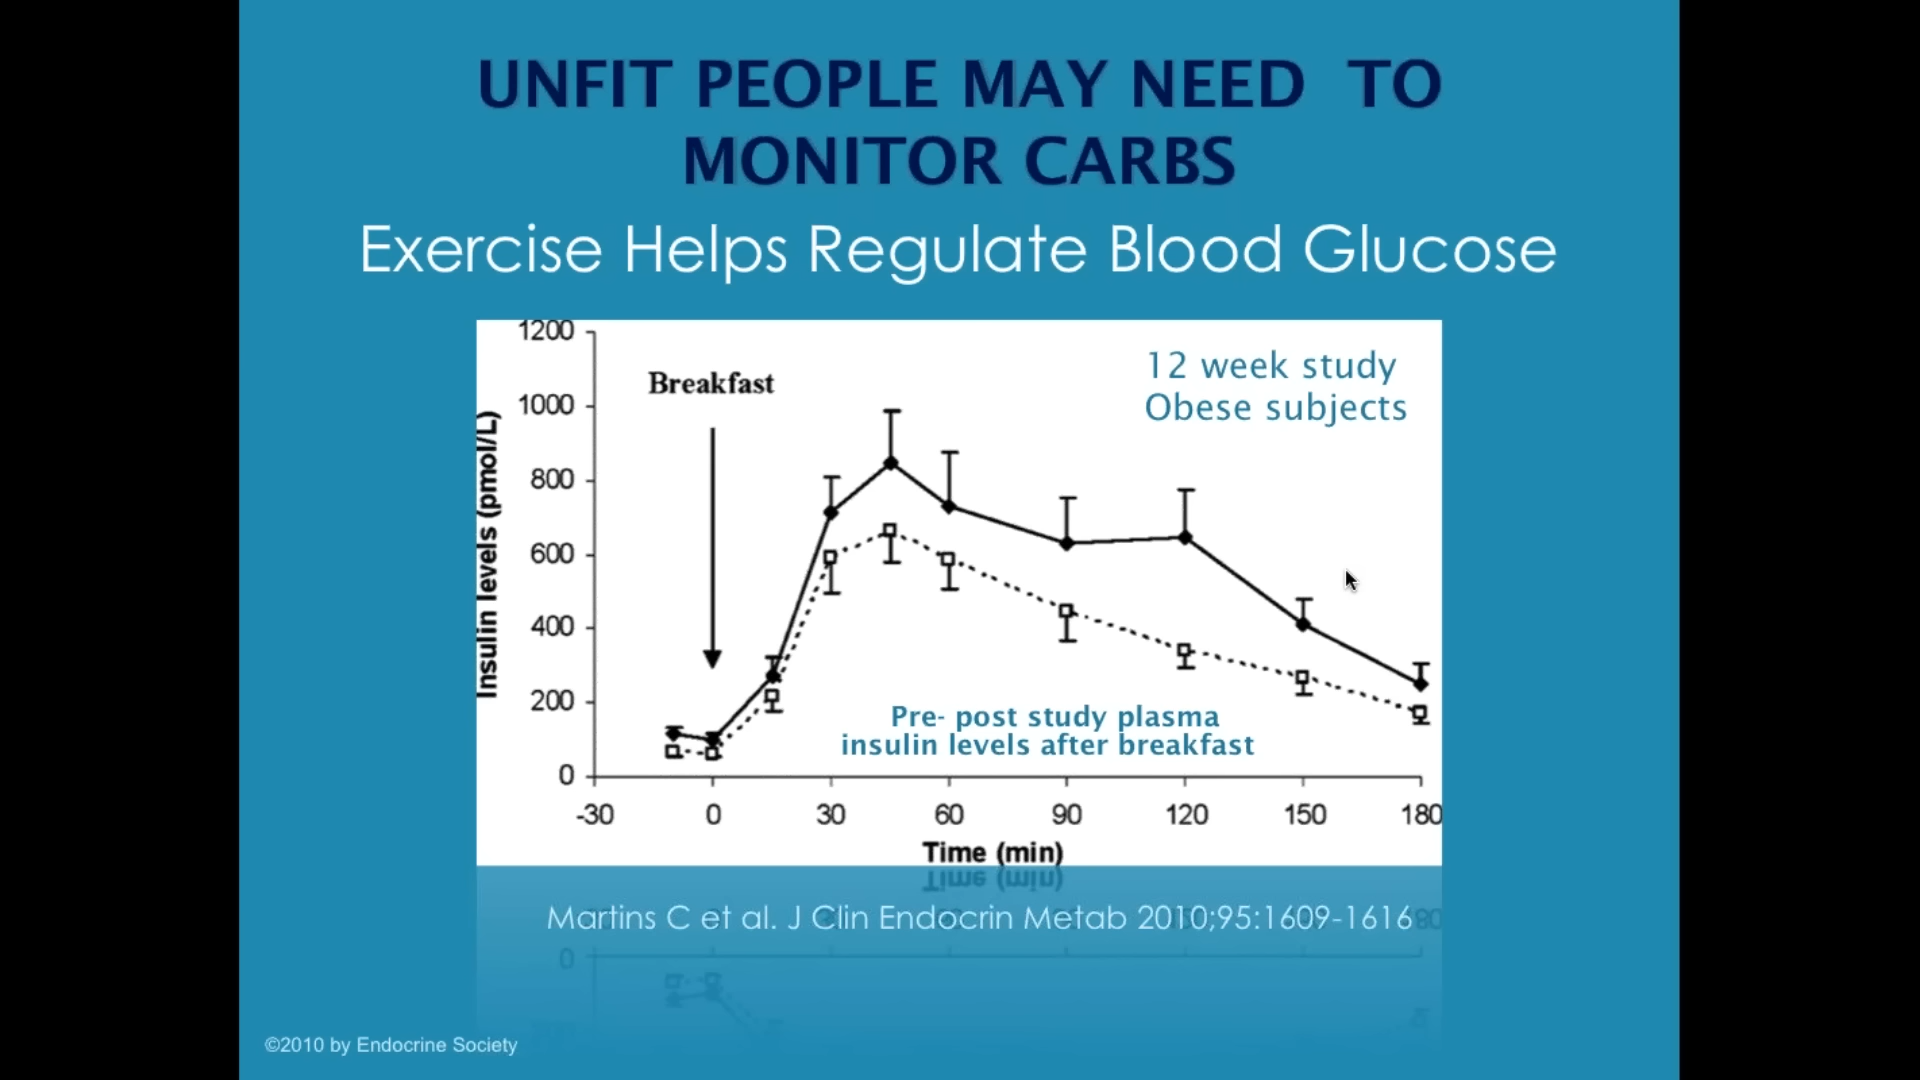 UNFIT PEOPLE MAY NEED TO
MONITOR CARBS
Exercise Helps Regulate Blood Glucose
1200
1000
800
600
400
200
0
Insulin levels (pmol/L)
Breakfast
12 week study
Obese subjects
Pre- post study plasma
insulin levels after breakfast
-30 0 30 60 90 120 150 180
Time (min)
Martins C et al. J Clin Endocrin Metab 2010;95:1609-1616
©2010 by Endocrine Society